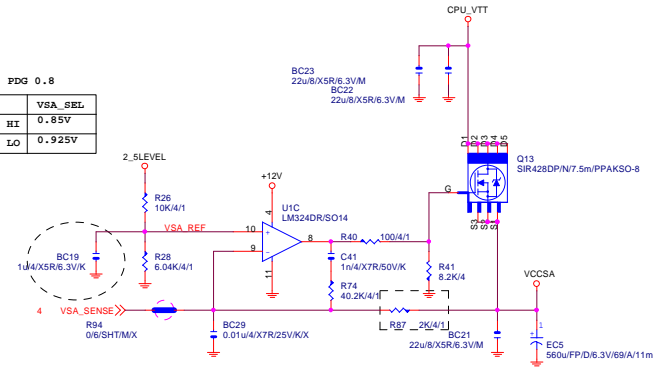 CPU_VTT
BC23
22u/8/X5R/6.3V/M
BC22
22u/8/X5R/6.3V/M
PDG 0.8
VSA_SEL
HI 0.85V
LO 0.925V
D1 D2 D3 D4 D5
Q13
SIR428DP/N/7.5m/PPAKSO-8
G
2_5LEVEL
+12V
R26
10K/4/1
U1C
LM324DR/SO14
4
VSA_REF
10
+
8
R40
100/4/1
9
-
11
BC19
1u/4/X5R/6.3V/K
R28
6.04K/4/1
C41
1n/4/X7R/50V/K
R41
8.2K/4
R74
40.2K/4/1
VCCSA
4 VSA_SENSE
R94
0/6/SHT/M/X
BC29
0.01u/4/X7R/25V/K/X
R87 2K/4/1
BC21
22u/8/X5R/6.3V/M
1
+
EC5
560u/FP/D/6.3V/69/A/11m